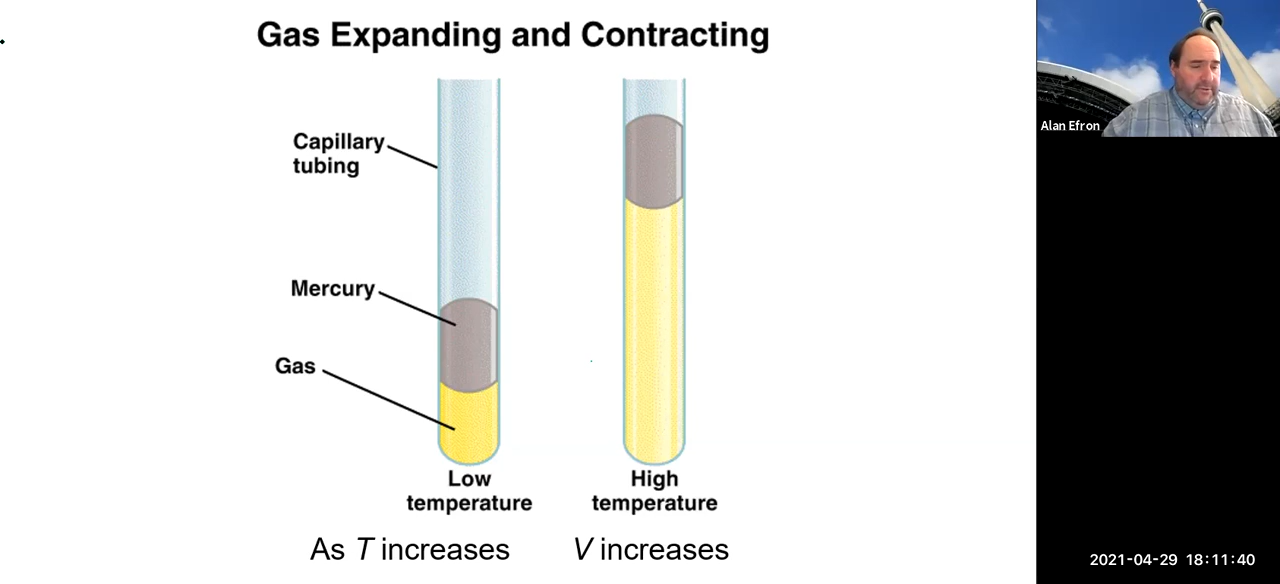 Gas Expanding and Contracting
Capillary
tubing
Mercury
Gas
Low
temperature
High
temperature
As T increases
V increases
Alan Efron
2021-04-29 18:11:40